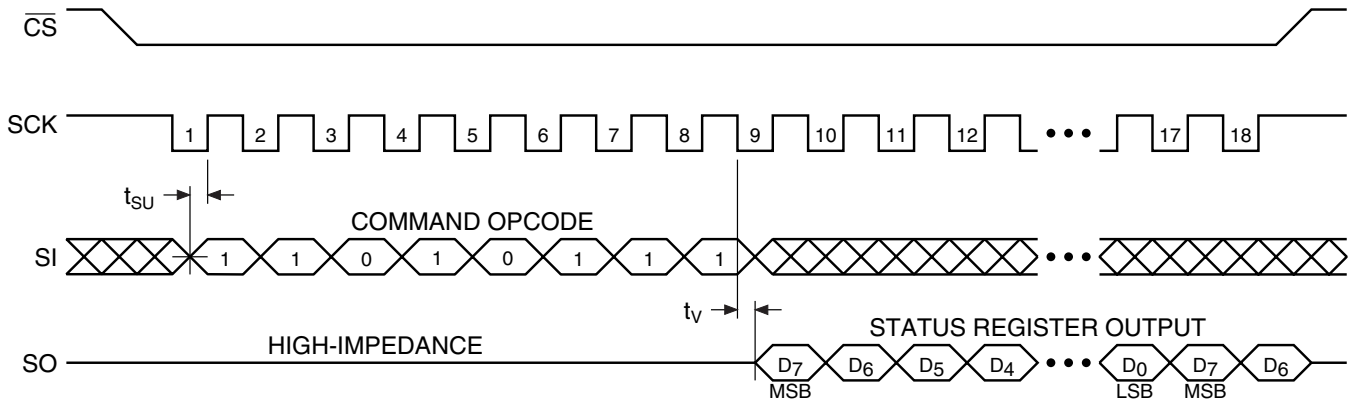 CS
SCK 1 2 3 4 5 6 7 8 9 10 11 12 ••• 17 18
tSU
COMMAND OPCODE
SI 1 1 0 1 0 1 1 1 •••
tV
HIGH-IMPEDANCE STATUS REGISTER OUTPUT
SO D7 D6 D5 D4 ••• D0 D7 D6
MSB LSB MSB